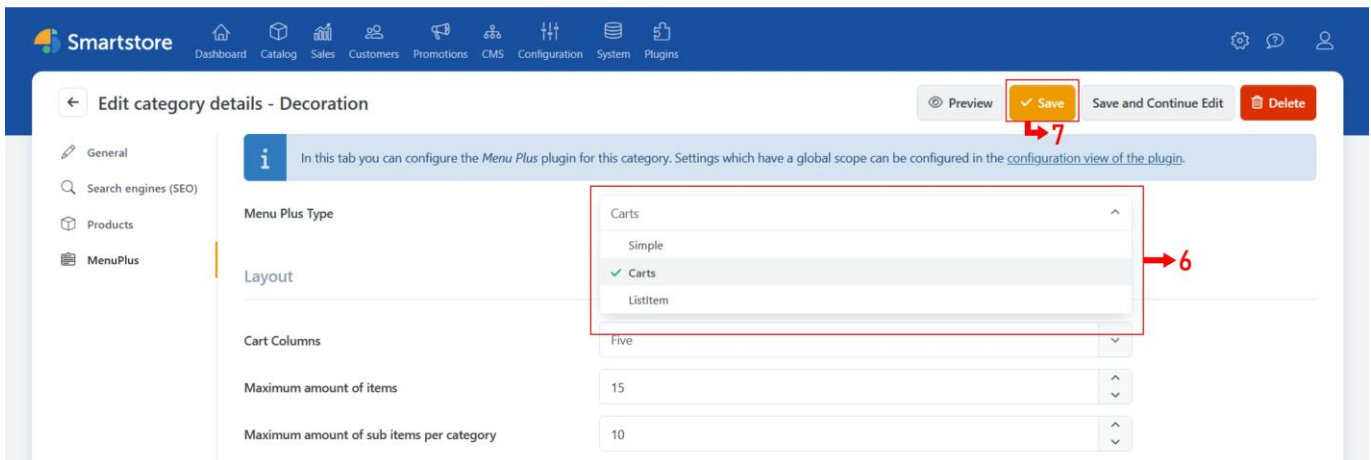 Smartstore
Dashboard Catalog Sales Customers Promotions CMS Configuration System Plugins
Edit category details - Decoration
Preview
Save
Save and Continue Edit
Delete
7
General
Search engines (SEO)
Products
MenuPlus
In this tab you can configure the Menu Plus plugin for this category. Settings which have a global scope can be configured in the configuration view of the plugin.
Menu Plus Type
Carts
Simple
Carts
ListItem
6
Layout
Cart Columns
Five
Maximum amount of items
15
Maximum amount of sub items per category
10